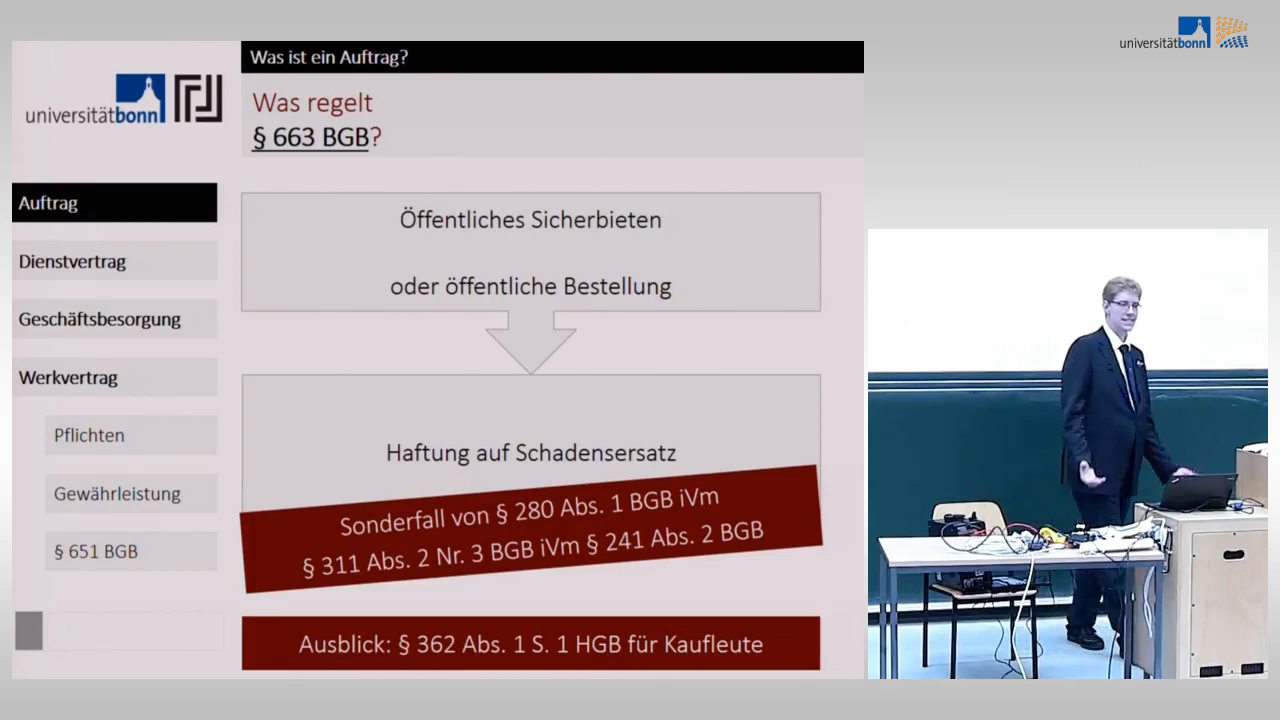 universitätbonn
Was ist ein Auftrag?
universitätbonn
Was regelt
§ 663 BGB?
Auftrag
Dienstvertrag
Geschäftsbesorgung
Werkvertrag
Pflichten
Gewährleistung
§ 651 BGB
Öffentliches Sicherbieten
oder öffentliche Bestellung
Haftung auf Schadensersatz
Sonderfall von § 280 Abs. 1 BGB iVm
§ 311 Abs. 2 Nr. 3 BGB iVm § 241 Abs. 2 BGB
Ausblick: § 362 Abs. 1 S. 1 HGB für Kaufleute